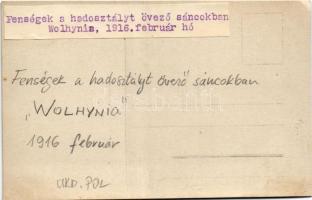 Fenségek a hadosztályt övező sáncokban
Wolhynia, 1916.február hó
Fenségek a hadosztályt övező sáncokban
"WOLHYNIA"
1916 február
UKR. POL